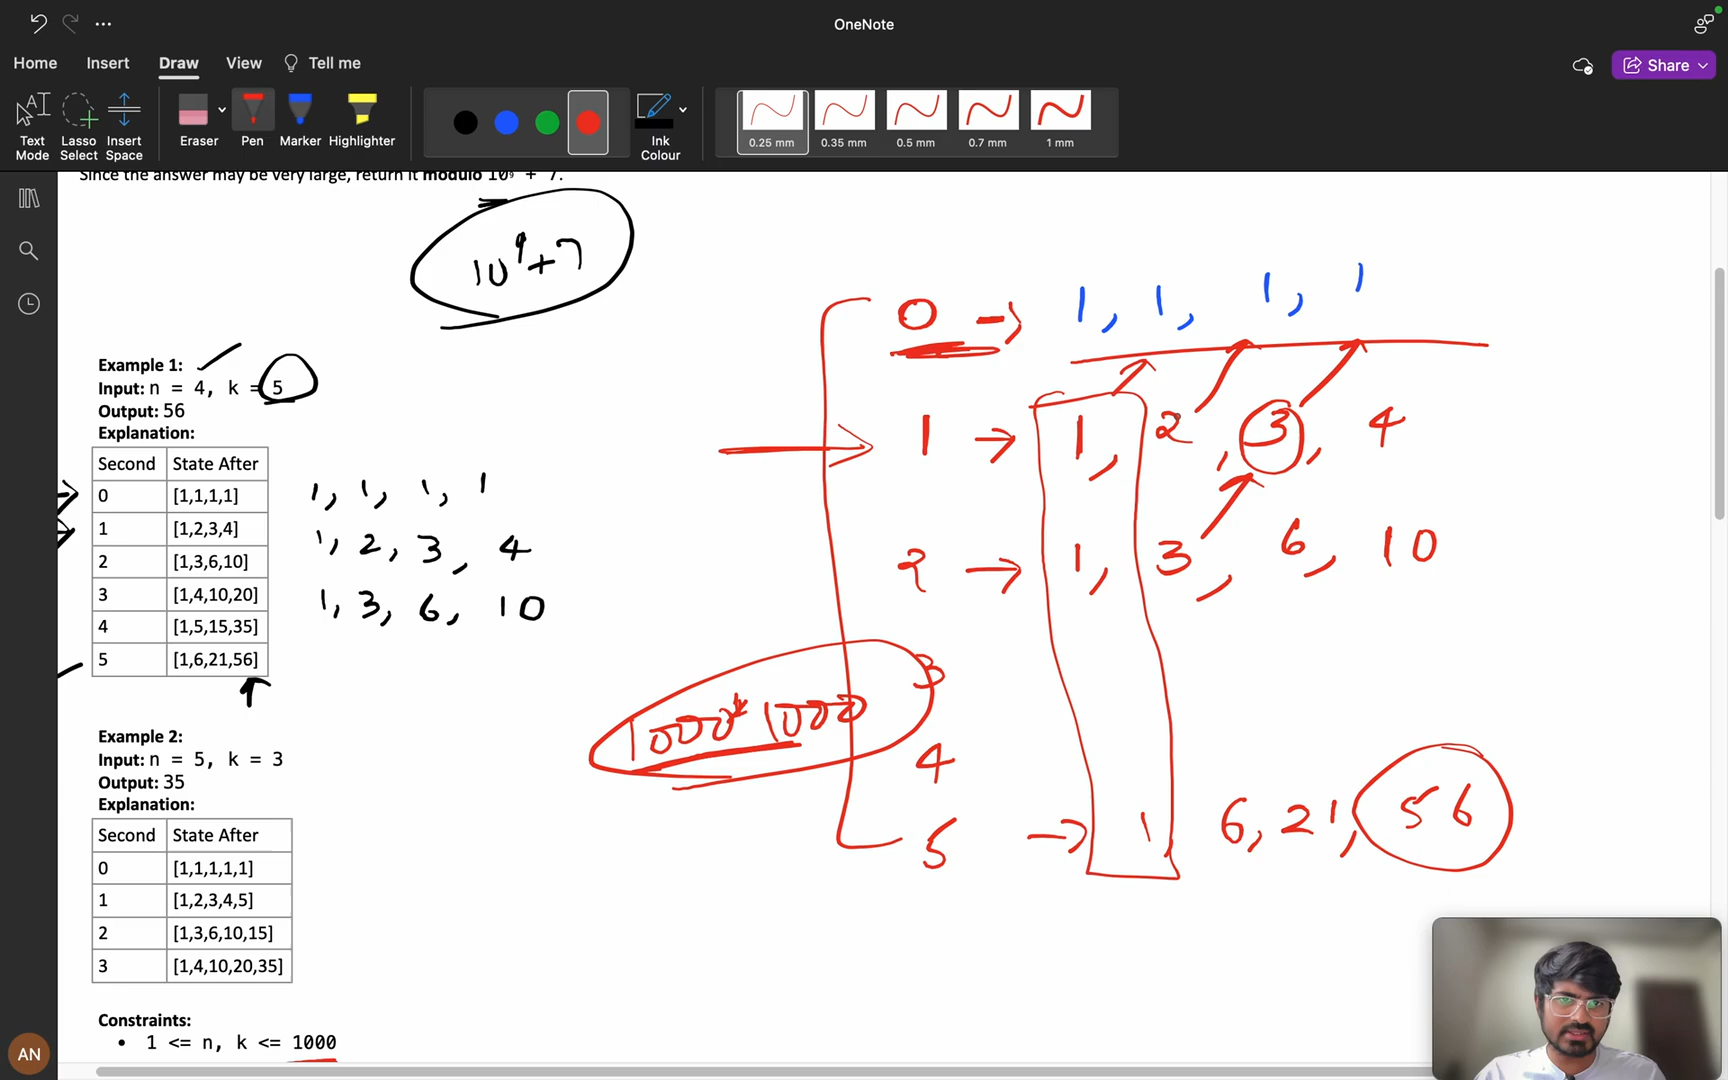 OneNote
Home Insert Draw View Tell me
Share
Text Mode
Lasso Select
Insert Space
Eraser
Pen
Marker
Highlighter
Ink Colour
0.25 mm
0.35 mm
0.5 mm
0.7 mm
1 mm
Since the answer may be very large, return it modulo 10⁹ + 7.
10⁹+7
Example 1:
Input: n = 4, k = 5
Output: 56
Explanation:
Second State After
0 [1,1,1,1]
1 [1,2,3,4]
2 [1,3,6,10]
3 [1,4,10,20]
4 [1,5,15,35]
5 [1,6,21,56]
1, 1, 1, 1
1, 2, 3, 4
1, 3, 6, 10
Example 2:
Input: n = 5, k = 3
Output: 35
Explanation:
Second State After
0 [1,1,1,1,1]
1 [1,2,3,4,5]
2 [1,3,6,10,15]
3 [1,4,10,20,35]
Constraints:
• 1 <= n, k <= 1000
0 → 1, 1, 1, 1
1 → 1, 2, 3, 4
2 → 1, 3, 6, 10
3
1000*1000
4
5 → 1, 6, 21, 56
AN